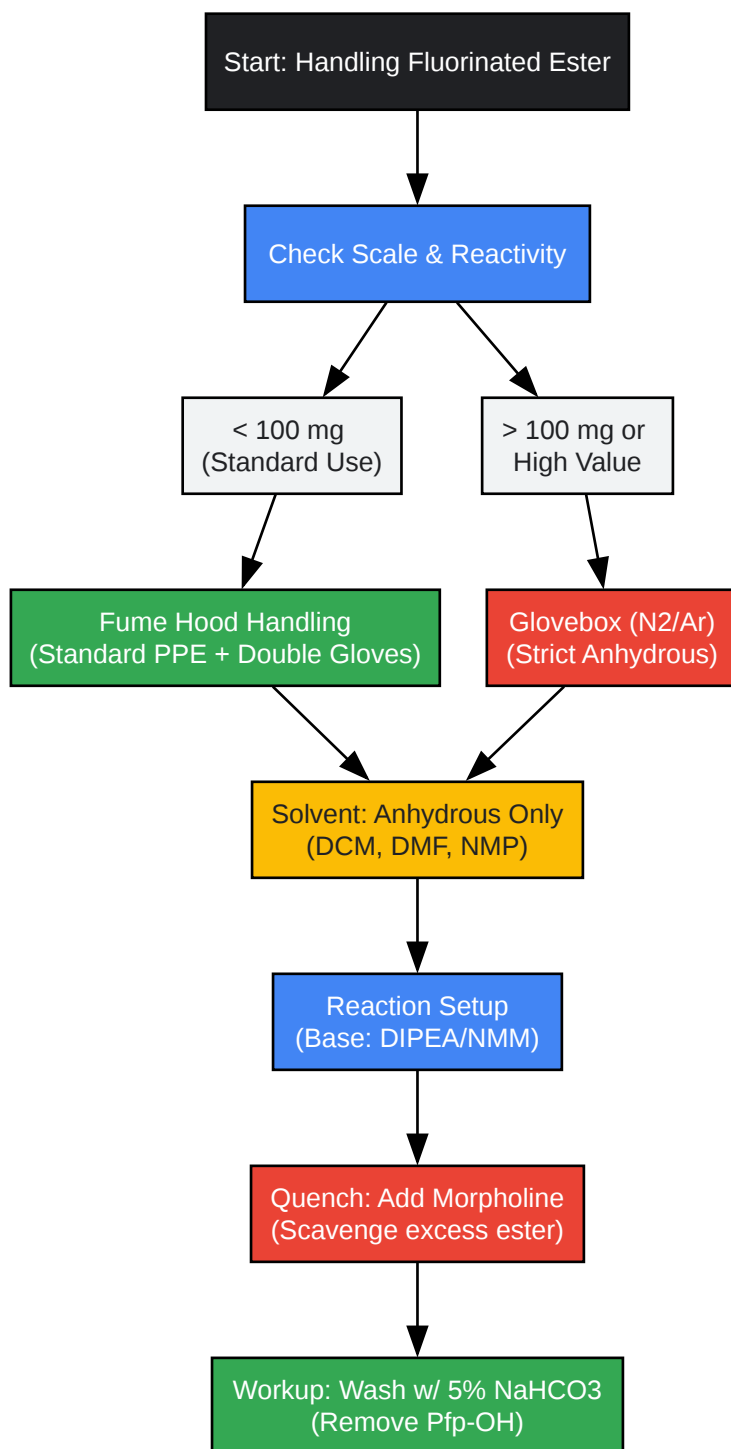 Start: Handling Fluorinated Ester
Check Scale & Reactivity
< 100 mg
(Standard Use)
> 100 mg or
High Value
Fume Hood Handling
(Standard PPE + Double Gloves)
Glovebox (N2/Ar)
(Strict Anhydrous)
Solvent: Anhydrous Only
(DCM, DMF, NMP)
Reaction Setup
(Base: DIPEA/NMM)
Quench: Add Morpholine
(Scavenge excess ester)
Workup: Wash w/ 5% NaHCO3
(Remove Pfp-OH)